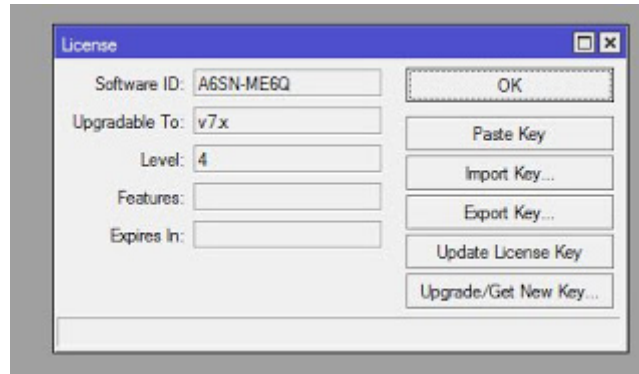 License
Software ID: A6SN-ME6Q
OK
Upgradable To: v7.x
Paste Key
Level: 4
Import Key...
Features:
Export Key...
Expires In:
Update License Key
Upgrade/Get New Key...